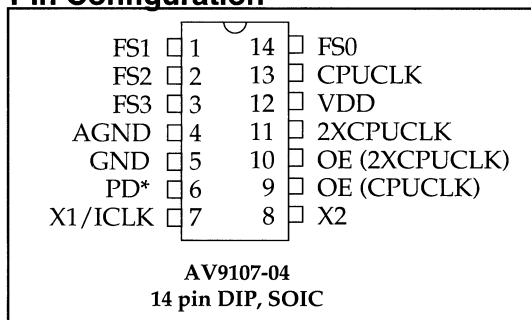 Pin Configuration
FS1 1 14 FS0
FS2 2 13 CPUCLK
FS3 3 12 VDD
AGND 4 11 2XCPUCLK
GND 5 10 OE (2XCPUCLK)
PD* 6 9 OE (CPUCLK)
X1/ICLK 7 8 X2
AV9107-04
14 pin DIP, SOIC